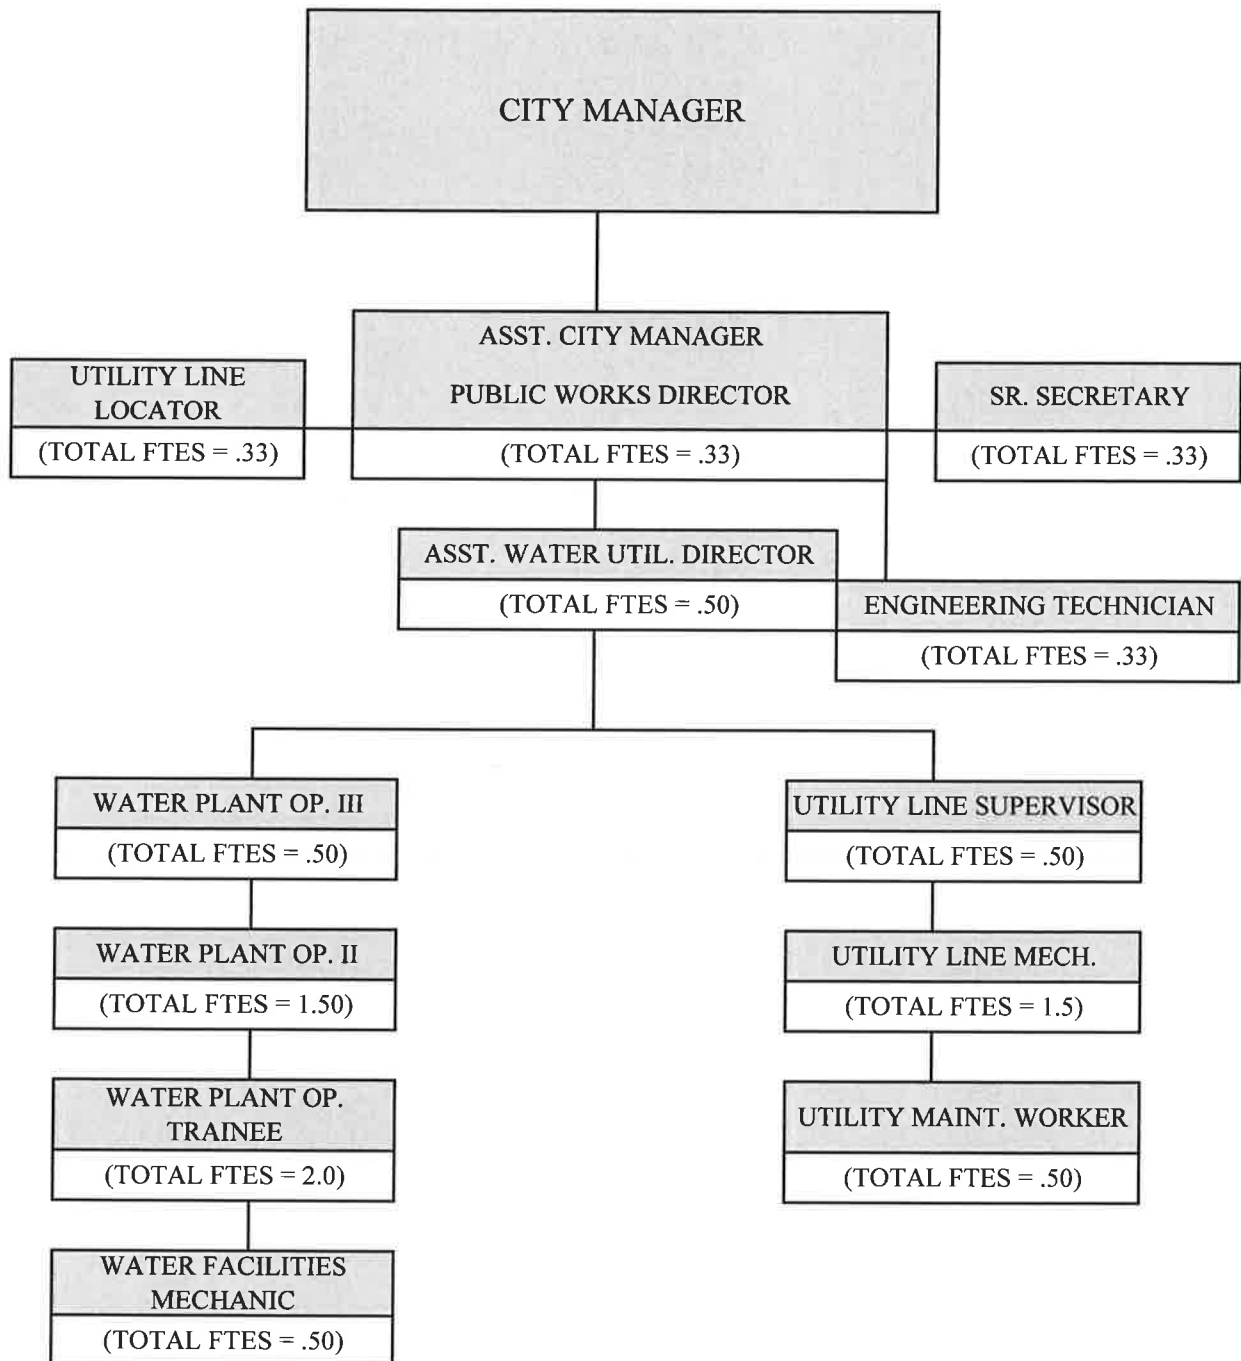 CITY MANAGER
ASST. CITY MANAGER
PUBLIC WORKS DIRECTOR
(TOTAL FTES = .33)
UTILITY LINE
LOCATOR
(TOTAL FTES = .33)
SR. SECRETARY
(TOTAL FTES = .33)
ASST. WATER UTIL. DIRECTOR
(TOTAL FTES = .50)
ENGINEERING TECHNICIAN
(TOTAL FTES = .33)
WATER PLANT OP. III
(TOTAL FTES = .50)
WATER PLANT OP. II
(TOTAL FTES = 1.50)
WATER PLANT OP.
TRAINEE
(TOTAL FTES = 2.0)
WATER FACILITIES
MECHANIC
(TOTAL FTES = .50)
UTILITY LINE SUPERVISOR
(TOTAL FTES = .50)
UTILITY LINE MECH.
(TOTAL FTES = 1.5)
UTILITY MAINT. WORKER
(TOTAL FTES = .50)